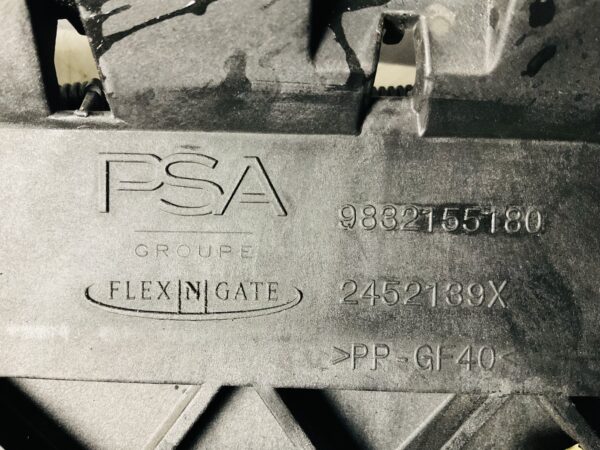 PSA
GROUPE
FLEX|N|GATE
9832155180
2452139X
>PP-GF40<